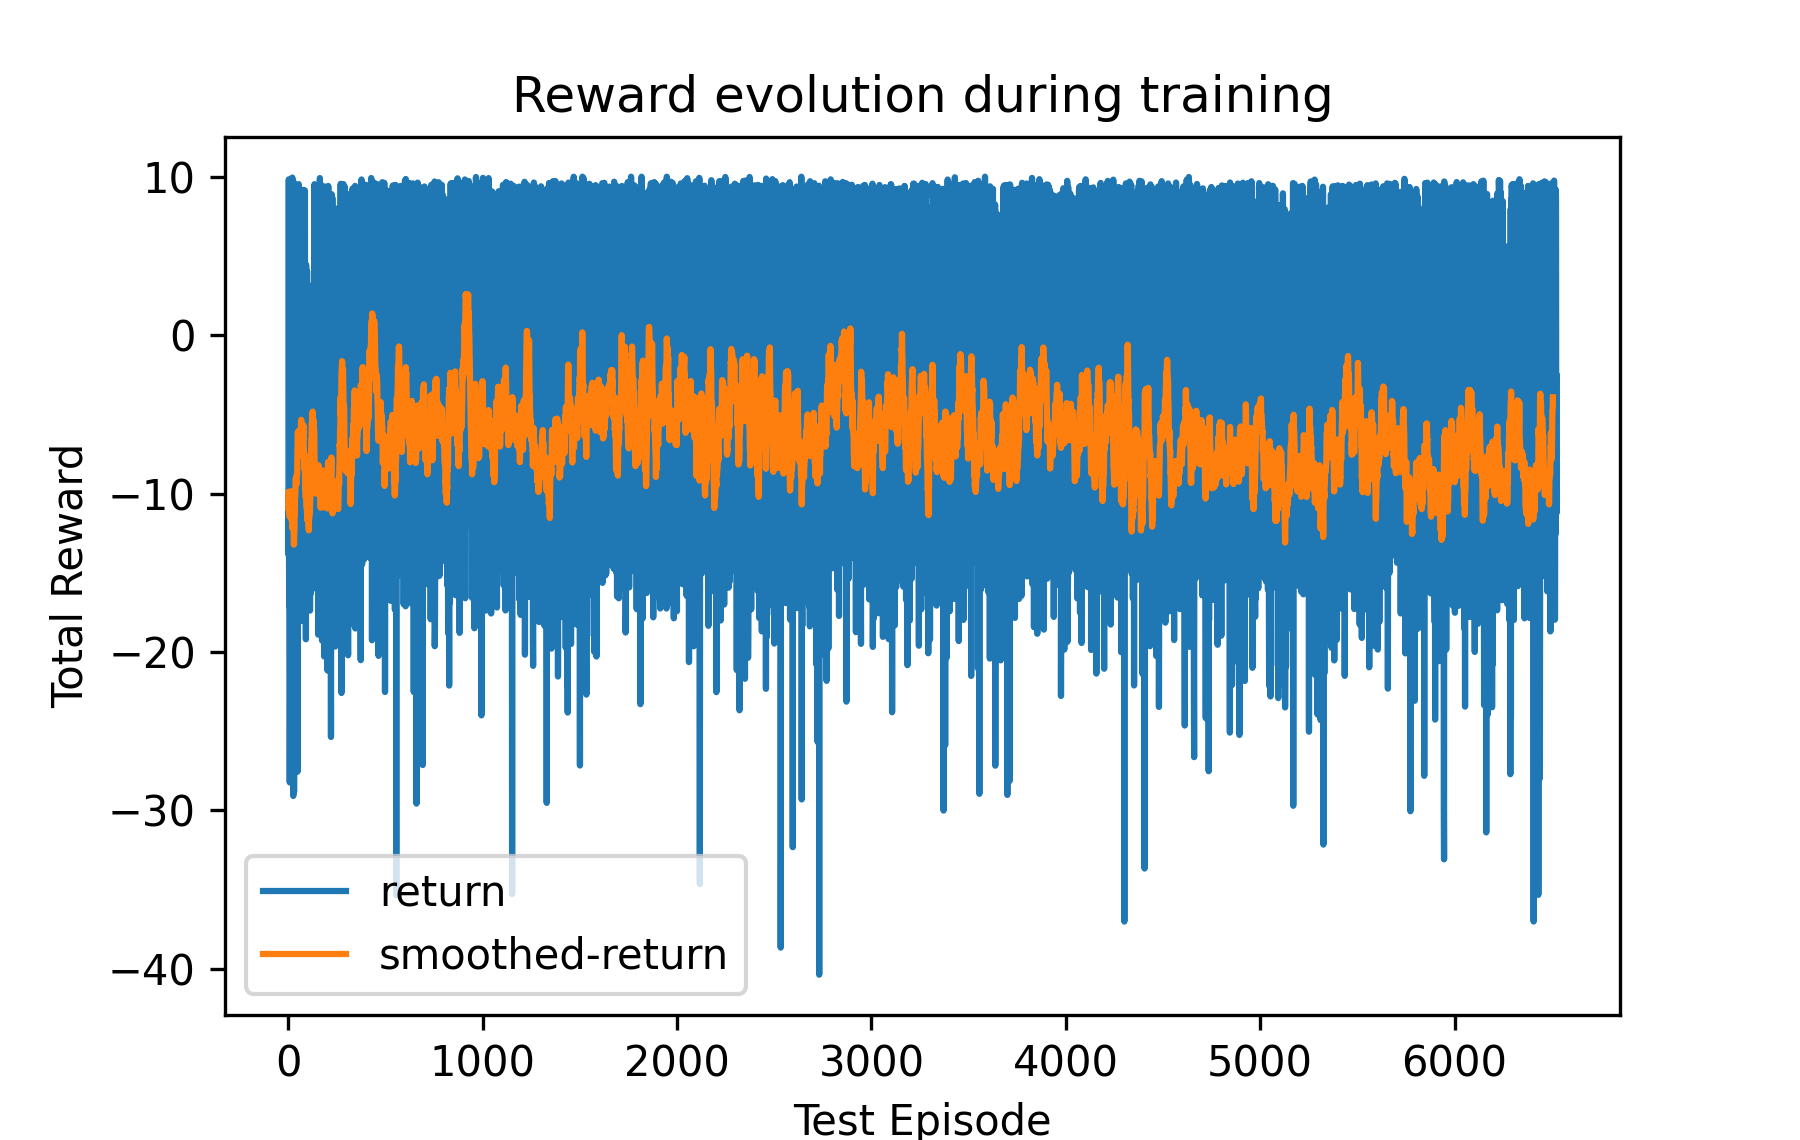 Reward evolution during training
10
0
−10
−20
−30
−40
Total Reward
return
smoothed-return
0 1000 2000 3000 4000 5000 6000
Test Episode